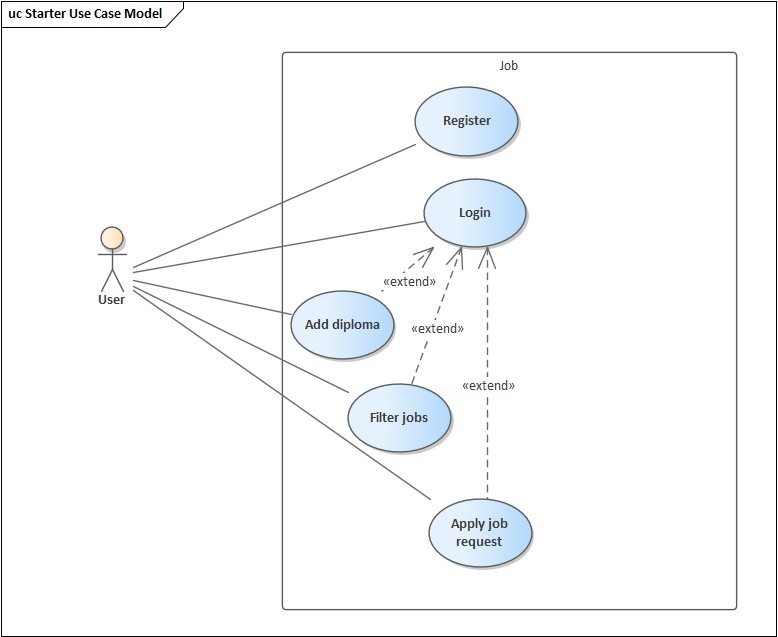 uc Starter Use Case Model
Job
Register
Login
User
«extend»
Add diploma
«extend»
«extend»
Filter jobs
Apply job
request